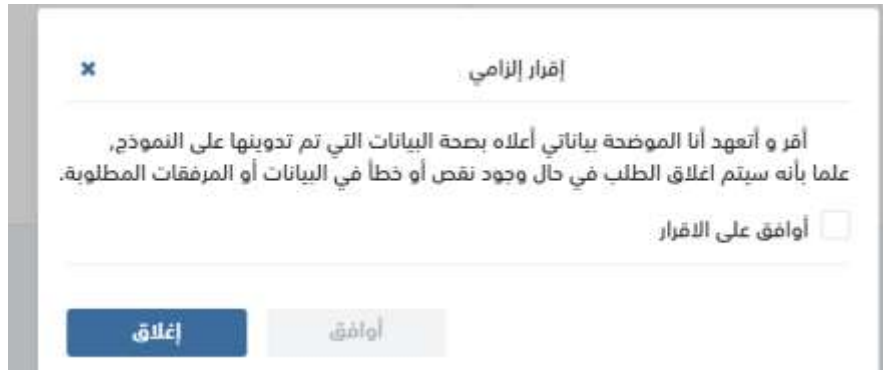 إقرار إلزامي
أقر و أتعهد أنا الموضحة بياناتي أعلاه بصحة البيانات التي تم تدوينها على النموذج,
علما بأنه سيتم اغلاق الطلب في حال وجود نقص أو خطأ في البيانات أو المرفقات المطلوبة.
أوافق على الاقرار
أوافق
إغلاق